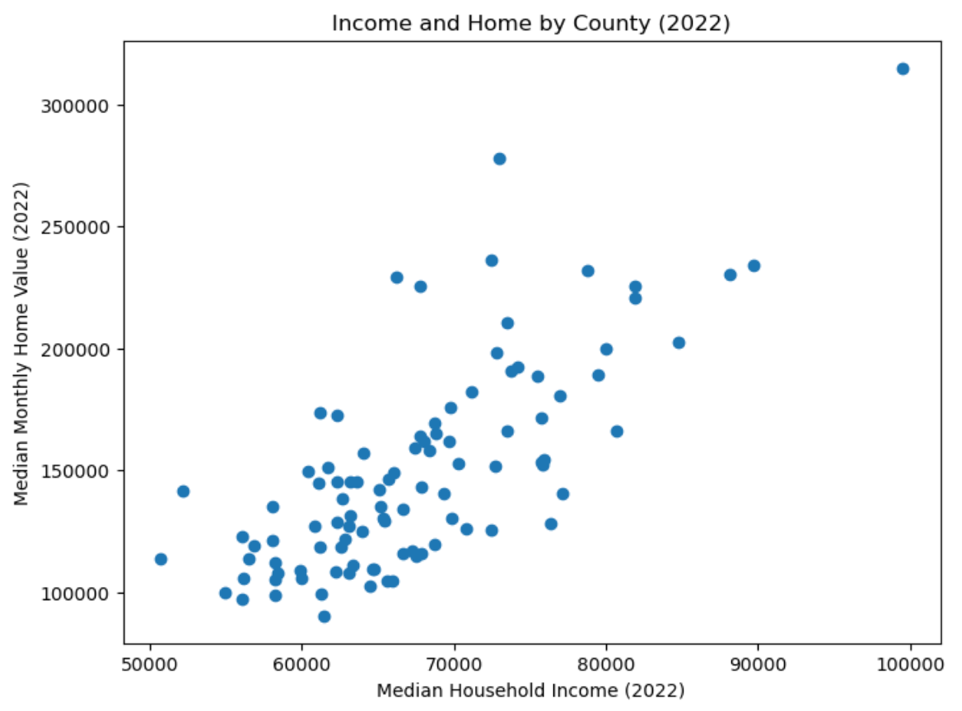 Income and Home by County (2022)
300000
250000
200000
150000
100000
Median Monthly Home Value (2022)
50000 60000 70000 80000 90000 100000
Median Household Income (2022)